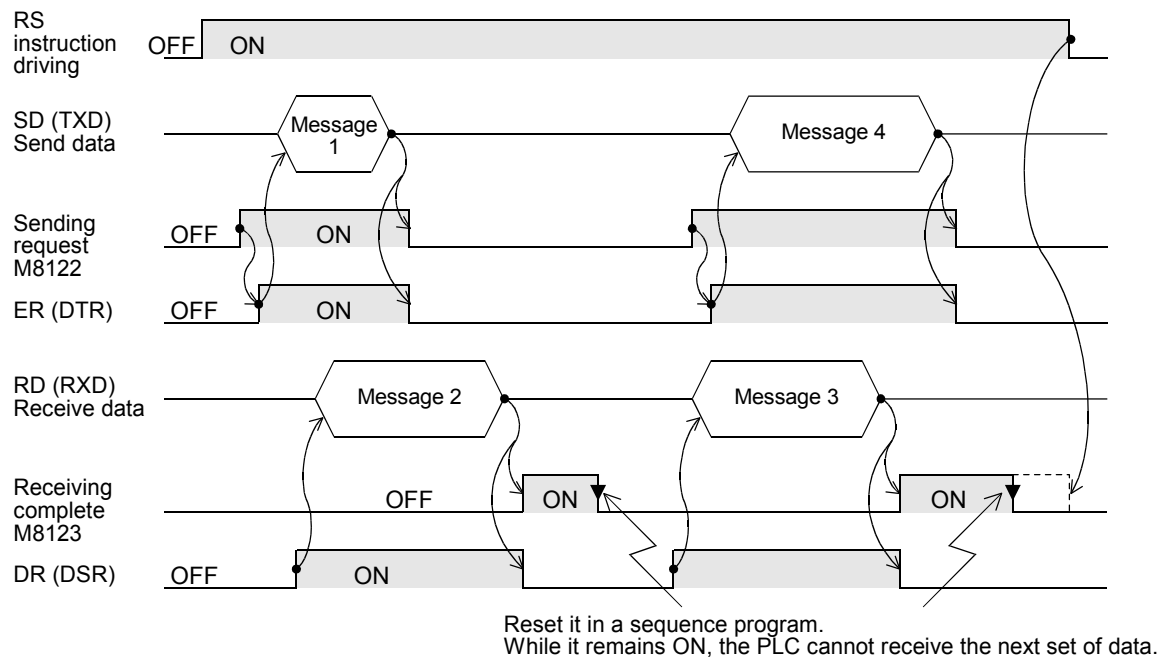 RS
instruction
driving
OFF ON
SD (TXD)
Send data
Message
1
Message 4
Sending
request
M8122
OFF ON
ER (DTR)
OFF ON
RD (RXD)
Receive data
Message 2
Message 3
Receiving
complete
M8123
OFF ON ON
DR (DSR)
OFF ON
Reset it in a sequence program.
While it remains ON, the PLC cannot receive the next set of data.